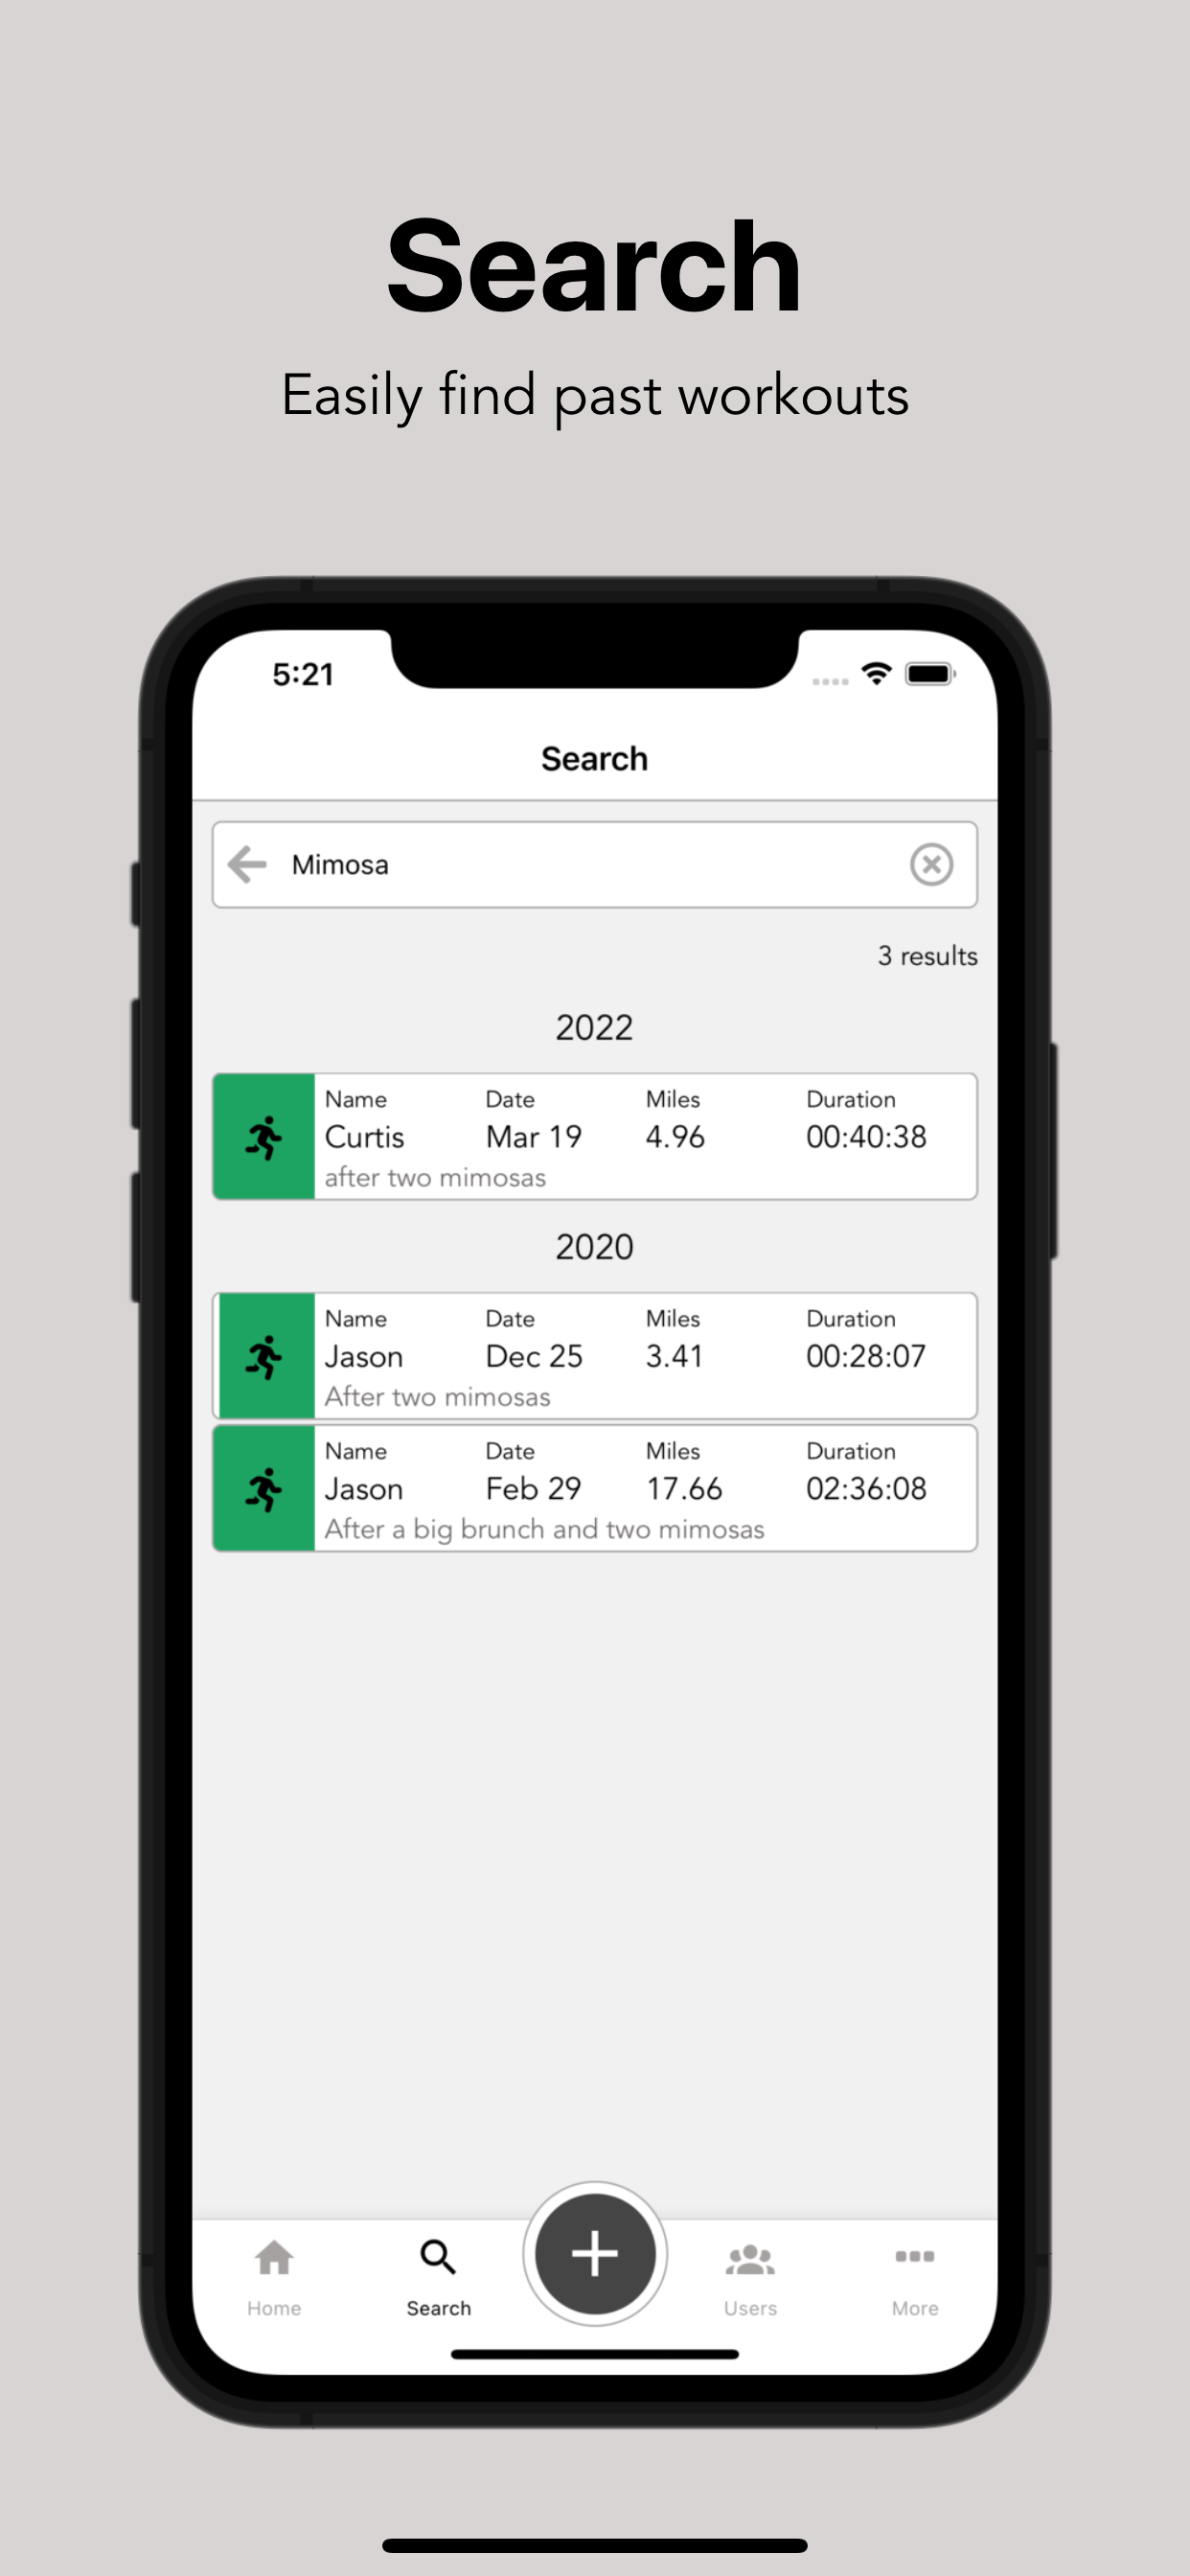 Search
Easily find past workouts
5:21
Search
Mimosa
3 results
2022
Name Date Miles Duration
Curtis Mar 19 4.96 00:40:38
after two mimosas
2020
Name Date Miles Duration
Jason Dec 25 3.41 00:28:07
After two mimosas
Name Date Miles Duration
Jason Feb 29 17.66 02:36:08
After a big brunch and two mimosas
Home Search Users More